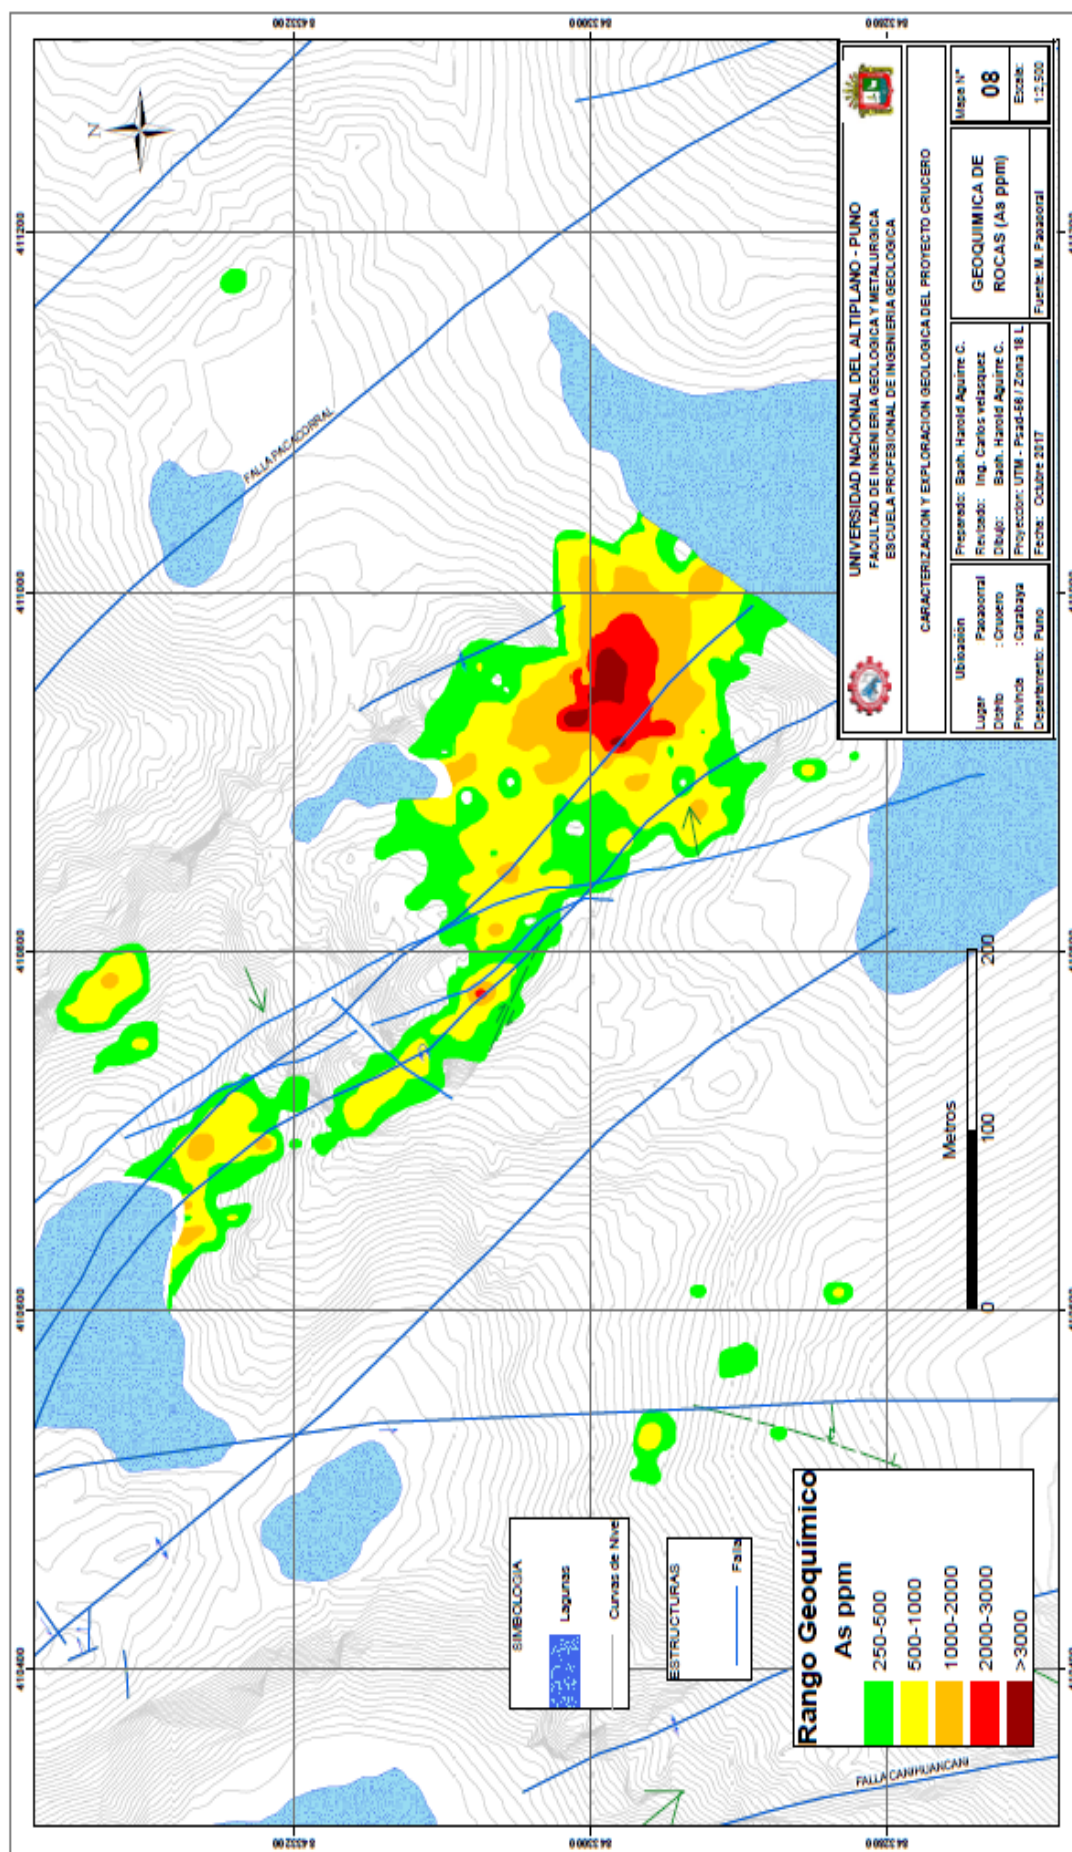 N
FALLA PACACORRAL
FALLA CANIHUANCANI
SIMBOLOGIA
Lagunas
Curvas de Nive
ESTRUCTURAS
Falla
Rango Geoquímico
As ppm
250-500
500-1000
1000-2000
2000-3000
>3000
Metros
0 100 200
UNIVERSIDAD NACIONAL DEL ALTIPLANO - PUNO
FACULTAD DE INGENIERIA GEOLOGICA Y METALURGICA
ESCUELA PROFESIONAL DE INGENIERIA GEOLOGICA
CARACTERIZACION Y EXPLORACION GEOLOGICA DEL PROYECTO CRUCERO
Ubicación
Lugar Pacacorral
Distrito : Crucero
Provincia : Carabaya
Departamento: Puno
Preparado: Bach. Harold Aguirre C.
Revisado: Ing. Carlos velasquez
Dibujo: Bach. Harold Aguirre C.
Proyeccion: UTM - Psad-56 / Zona 18 L
Fecha: Octubre 2017
GEOQUIMICA DE
ROCAS (As ppm)
Fuente: M. Pacacorral
Mapa N°
08
Escala:
1:2,500
410400
410600
410800
411000
411200
8433200
8433000
8432800